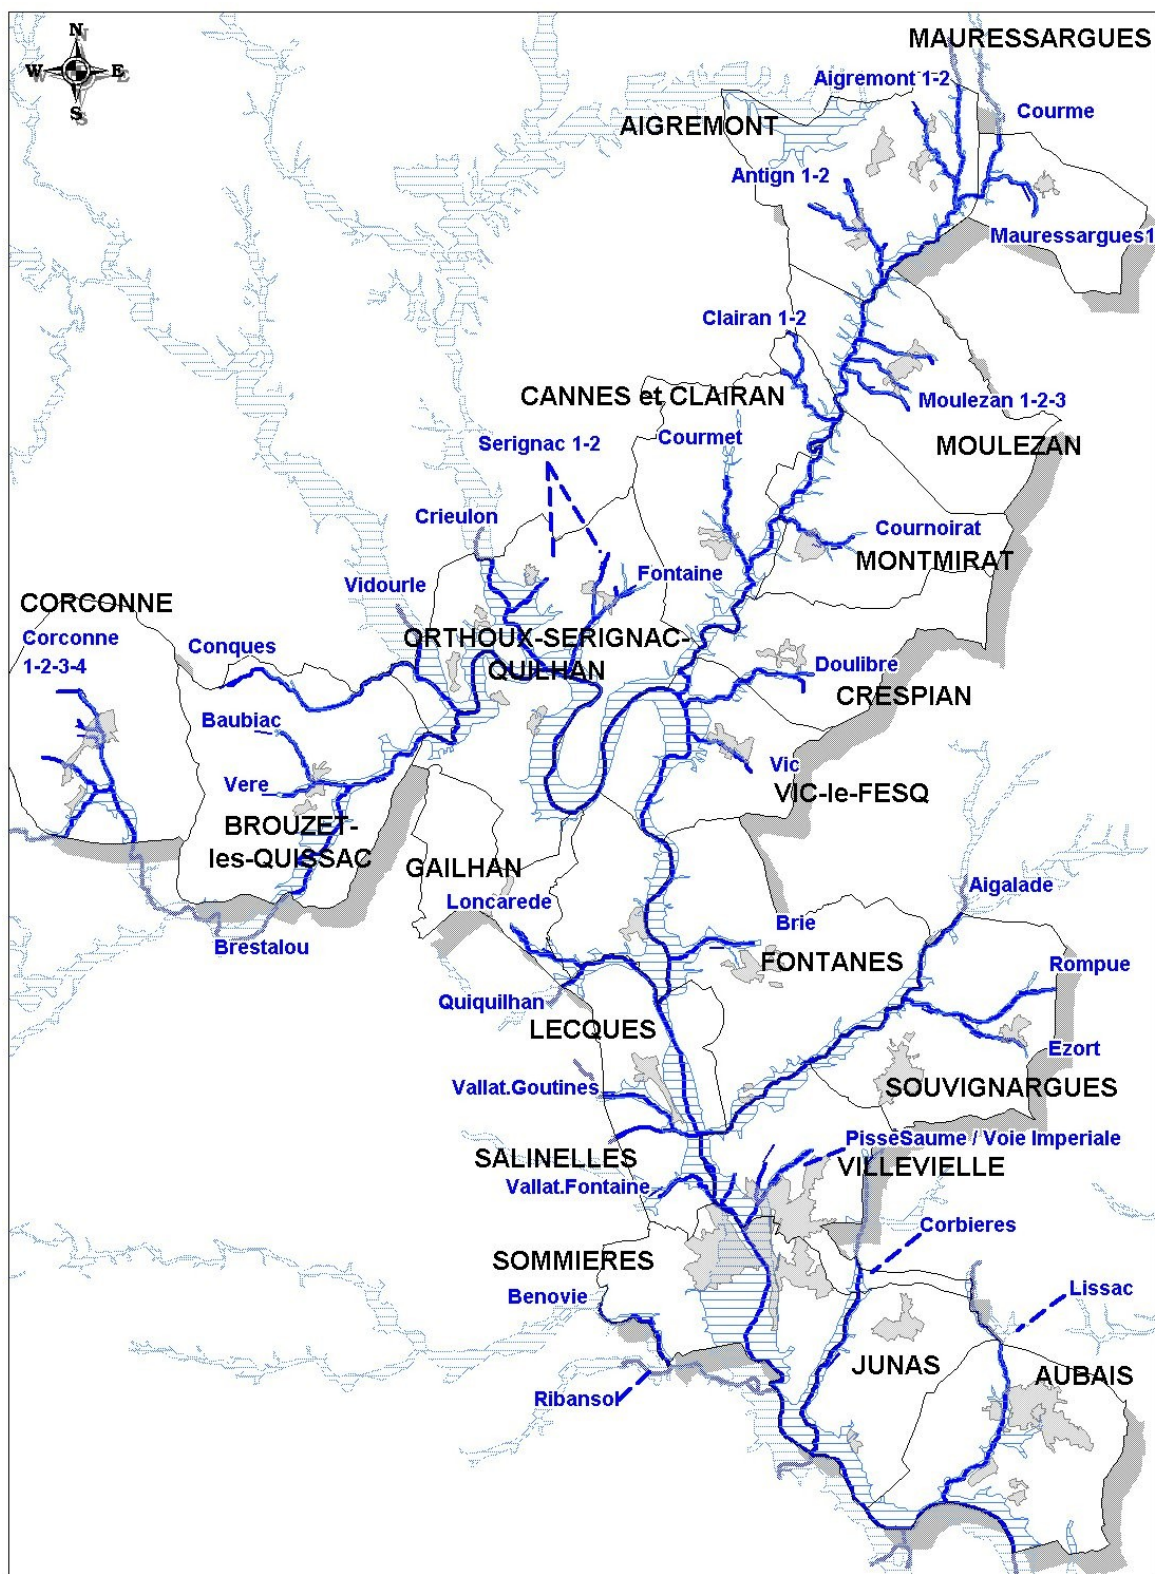 N
W E
S
MAURESSARGUES
Aigremont 1-2
Courme
AIGREMONT
Antign 1-2
Mauressargues1
Clairan 1-2
CANNES et CLAIRAN
Moulezan 1-2-3
Courmet
MOULEZAN
Serignac 1-2
Crieulon
Cournoirat
MONTMIRAT
Fontaine
Vidourle
CORCONNE
Corconne
1-2-3-4
Conques
ORTHOUX-SERIGNAC-
QUILHAN
Doulibre
CRESPIAN
Baubiac
Vere
Vic
VIC-le-FESQ
BROUZET-
les-QUISSAC
GAILHAN
Loncarede
Aigalade
Brie
Brestalou
FONTANES
Rompue
Quiquilhan
LECQUES
Ezort
Vallat.Goutines
SOUVIGNARGUES
PisseSaume / Voie Imperiale
SALINELLES
VILLEVIELLE
Vallat.Fontaine
Corbieres
SOMMIERES
Benovie
Lissac
JUNAS
AUBAIS
Ribansol